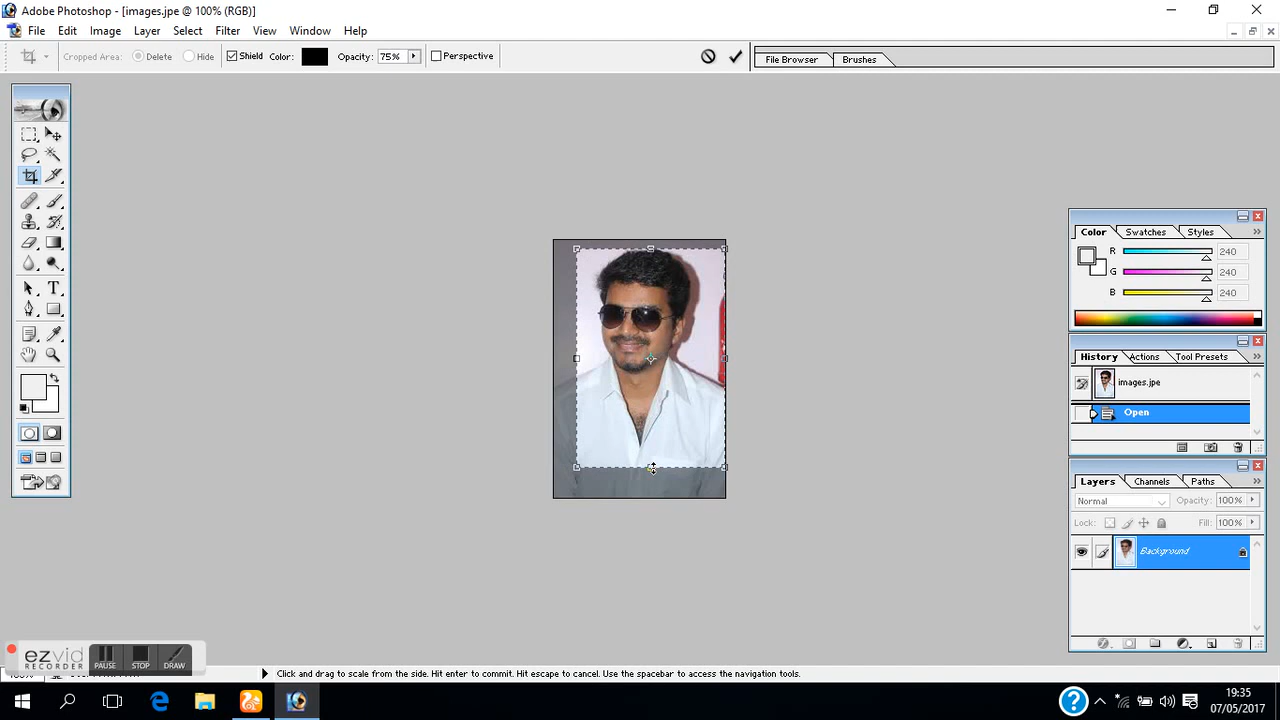 Adobe Photoshop - [images.jpe @ 100% (RGB)]
File Edit Image Layer Select Filter View Window Help
Cropped Area: Delete Hide Shield Color: Opacity: 75% Perspective File Browser Brushes
Color Swatches Styles
R 240
G 240
B 240
History Actions Tool Presets
images.jpe
Open
Layers Channels Paths
Normal Opacity: 100%
Lock: Fill: 100%
Background
ezvid
RECORDER
PAUSE STOP DRAW
Click and drag to scale from the side. Hit enter to commit. Hit escape to cancel. Use the spacebar to access the navigation tools.
19:35
07/05/2017